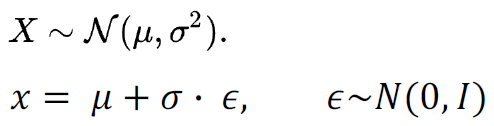 X ∼ 𝒩(μ, σ²).
x = μ + σ · ϵ, ϵ~N(0, I)